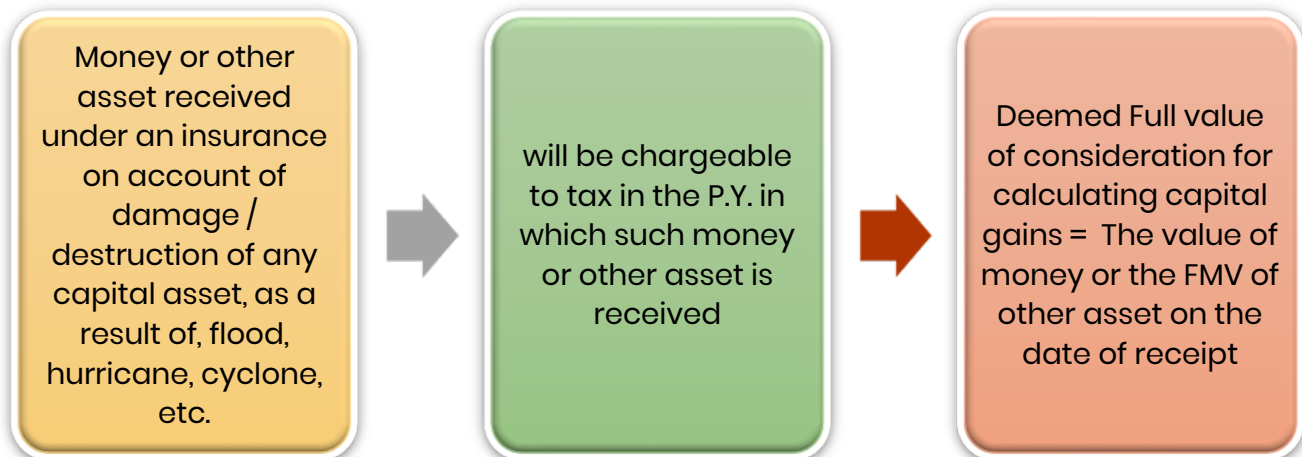 Money or other
asset received
under an insurance
on account of
damage /
destruction of any
capital asset, as a
result of, flood,
hurricane, cyclone,
etc.
will be chargeable
to tax in the P.Y. in
which such money
or other asset is
received
Deemed Full value
of consideration for
calculating capital
gains = The value of
money or the FMV of
other asset on the
date of receipt